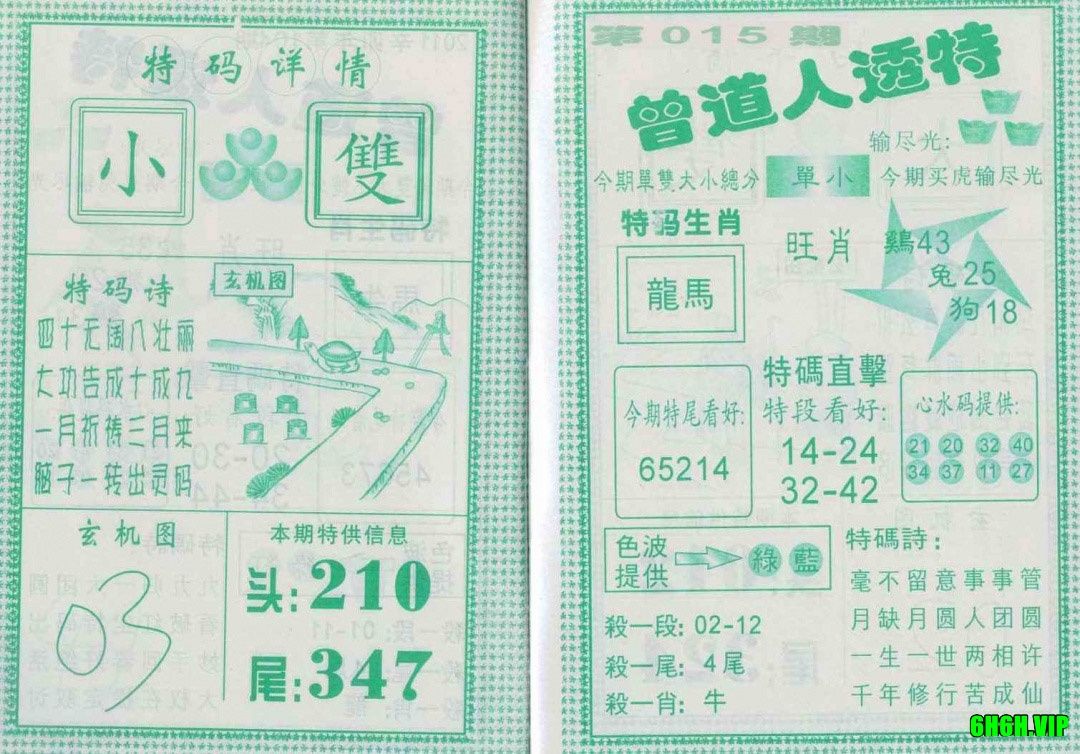 特码详情
小
雙
特码诗
四十无阔八壮丽
大功告成十成九
一月祈祷三月来
脑子一转出灵码
玄机图
玄机图
本期特供信息
头:210
尾:347
第015期
曾道人透特
输尽光:
今期單雙大小總分
單小
今期买虎输尽光
特码生肖
龍馬
旺肖
鷄43
兔25
狗18
今期特尾看好:
65214
特碼直擊
特段看好:
14-24
32-42
心水码提供:
21 20 32 40
34 37 11 27
色波
提供
綠 藍
殺一段: 02-12
殺一尾: 4尾
殺一肖: 牛
特碼詩:
毫不留意事事管
月缺月圆人团圆
一生一世两相许
千年修行苦成仙
6H6H.VIP